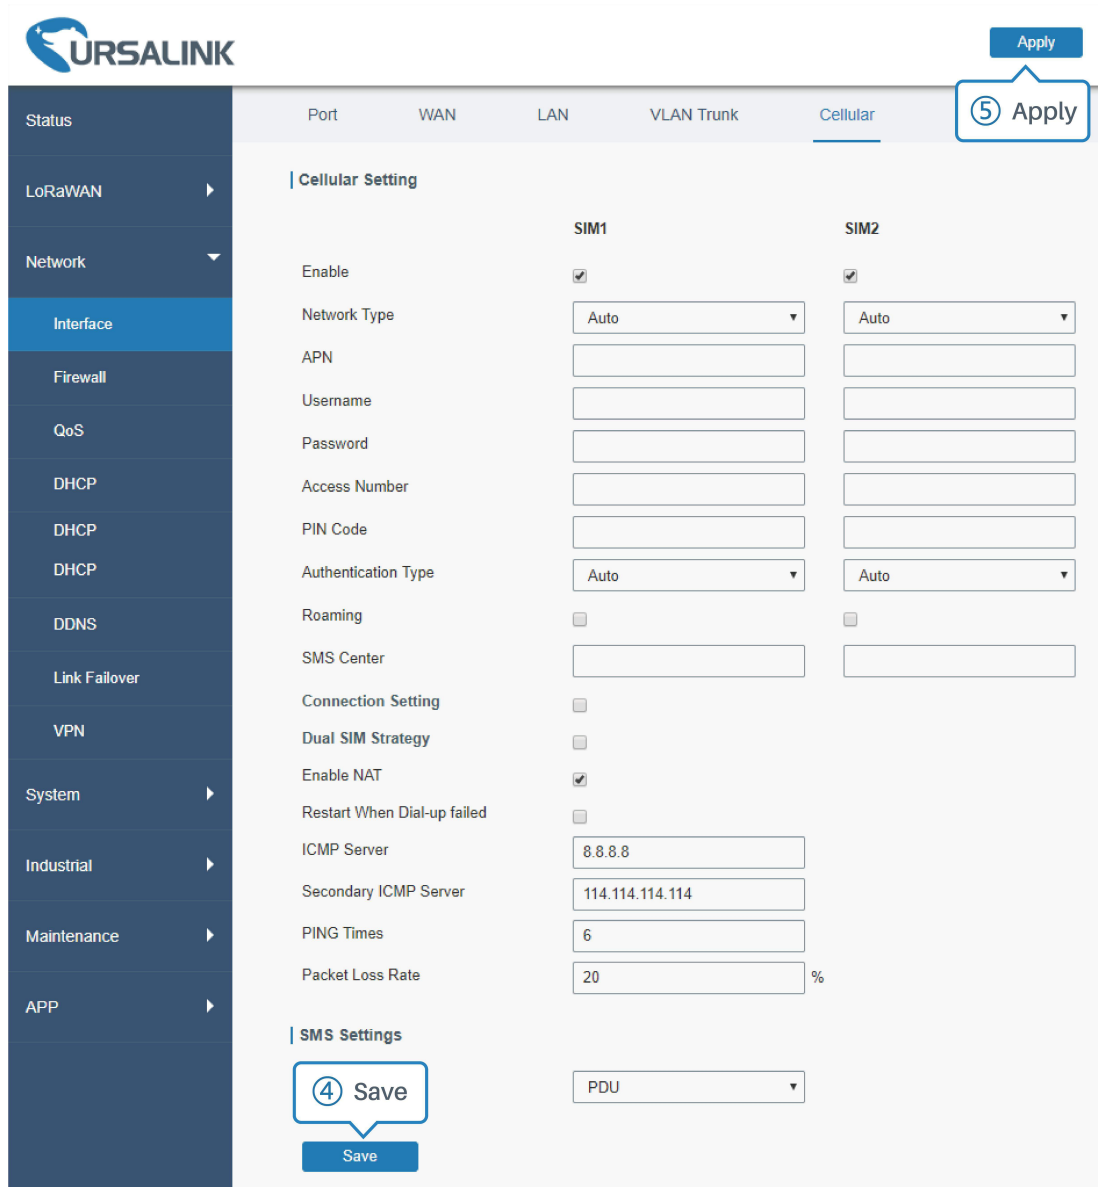 URSALINK
Apply
⑤ Apply
Status
LoRaWAN
Network
Interface
Firewall
QoS
DHCP
DHCP
DHCP
DDNS
Link Failover
VPN
System
Industrial
Maintenance
APP
Port WAN LAN VLAN Trunk Cellular
Cellular Setting
SIM1 SIM2
Enable
Network Type Auto Auto
APN
Username
Password
Access Number
PIN Code
Authentication Type Auto Auto
Roaming
SMS Center
Connection Setting
Dual SIM Strategy
Enable NAT
Restart When Dial-up failed
ICMP Server 8.8.8.8
Secondary ICMP Server 114.114.114.114
PING Times 6
Packet Loss Rate 20 %
SMS Settings
④ Save
PDU
Save